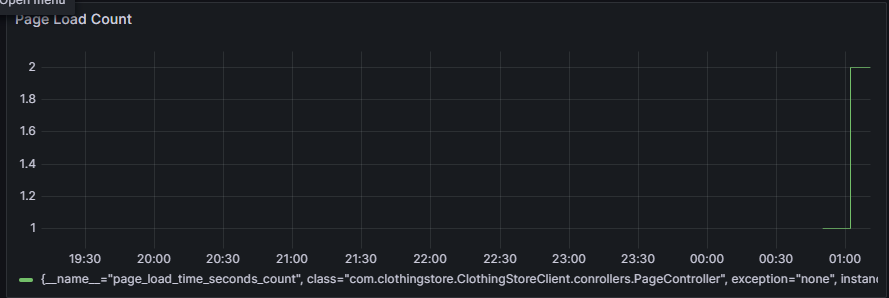 Open menu
Page Load Count
2
1.8
1.6
1.4
1.2
1
19:30 20:00 20:30 21:00 21:30 22:00 22:30 23:00 23:30 00:00 00:30 01:00
{__name__="page_load_time_seconds_count", class="com.clothingstore.ClothingStoreClient.conrollers.PageController", exception="none", instanc